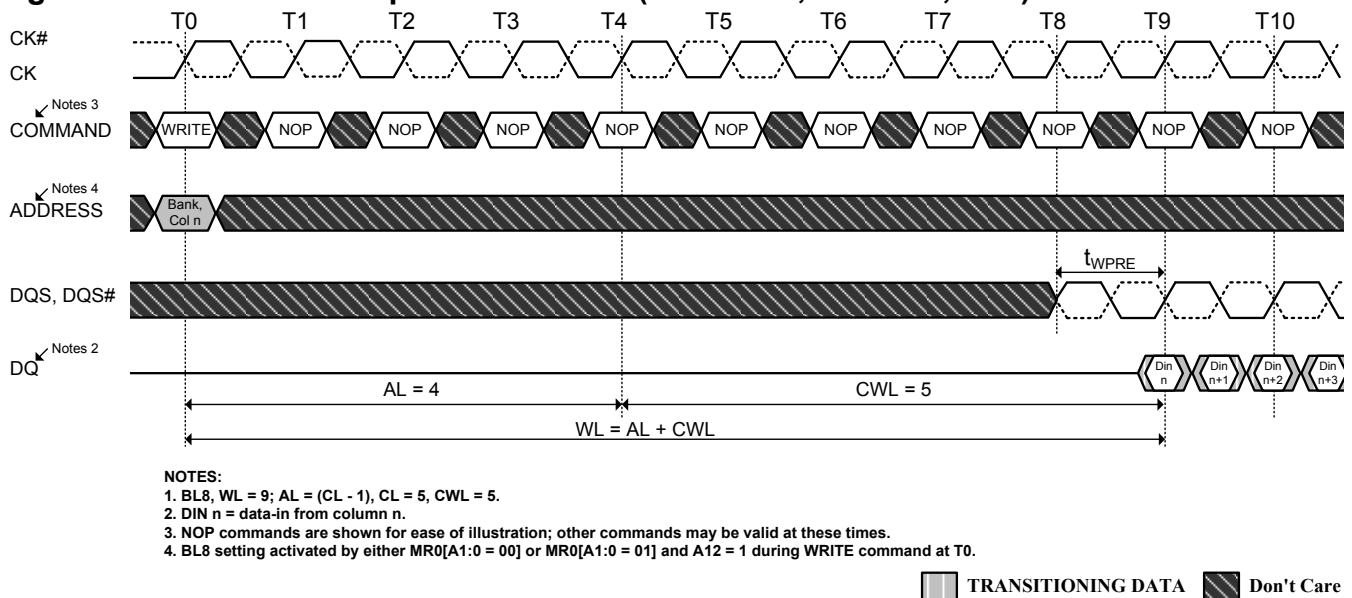 T0 T1 T2 T3 T4 T5 T6 T7 T8 T9 T10
CK#
CK
Notes 3
COMMAND WRITE NOP NOP NOP NOP NOP NOP NOP NOP NOP NOP
Notes 4
ADDRESS
Bank,
Col n
tWPRE
DQS, DQS#
Notes 2
DQ
Din n
Din n+1
Din n+2
Din n+3
AL = 4 CWL = 5
WL = AL + CWL
NOTES:
1. BL8, WL = 9; AL = (CL - 1), CL = 5, CWL = 5.
2. DIN n = data-in from column n.
3. NOP commands are shown for ease of illustration; other commands may be valid at these times.
4. BL8 setting activated by either MR0[A1:0 = 00] or MR0[A1:0 = 01] and A12 = 1 during WRITE command at T0.
TRANSITIONING DATA Don't Care